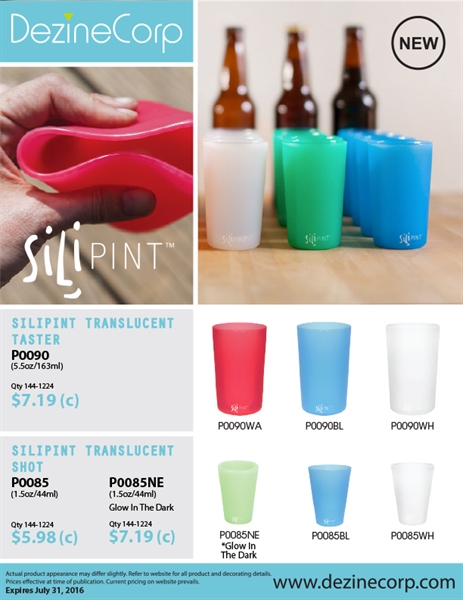 DezineCorp
NEW
SiliPINT™
SILIPINT TRANSLUCENT
TASTER
P0090
(5.5oz/163ml)
Qty 144-1224
$7.19 (c)
P0090WA
P0090BL
P0090WH
SILIPINT TRANSLUCENT
SHOT
P0085
(1.5oz/44ml)
Qty 144-1224
$5.98 (c)
P0085NE
(1.5oz/44ml)
Glow In The Dark
Qty 144-1224
$7.19 (c)
P0085NE
*Glow In
The Dark
P0085BL
P0085WH
Actual product appearance may differ slightly. Refer to website for all product and decorating details.
Prices effective at time of publication. Current pricing on website prevails.
Expires July 31, 2016
www.dezinecorp.com